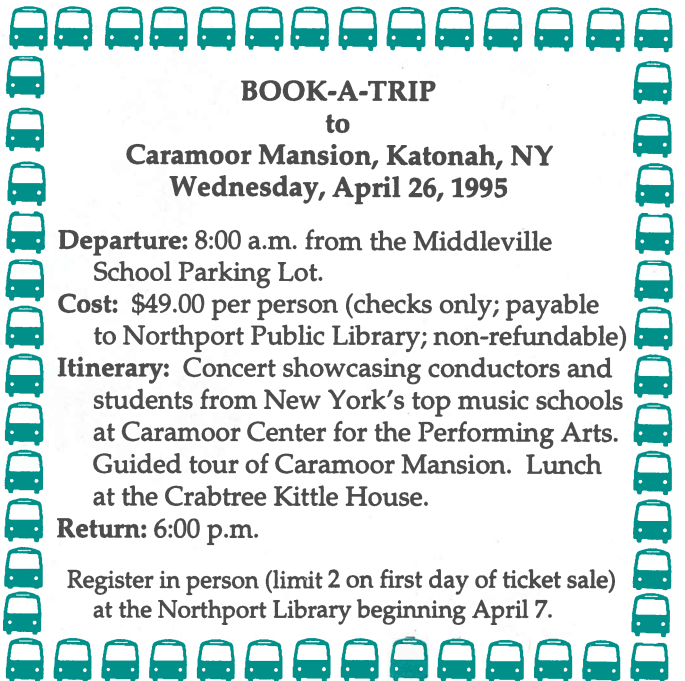 BOOK-A-TRIP
to
Caramoor Mansion, Katonah, NY
Wednesday, April 26, 1995
Departure: 8:00 a.m. from the Middleville
School Parking Lot.
Cost: $49.00 per person (checks only; payable
to Northport Public Library; non-refundable)
Itinerary: Concert showcasing conductors and
students from New York's top music schools
at Caramoor Center for the Performing Arts.
Guided tour of Caramoor Mansion. Lunch
at the Crabtree Kittle House.
Return: 6:00 p.m.
Register in person (limit 2 on first day of ticket sale)
at the Northport Library beginning April 7.